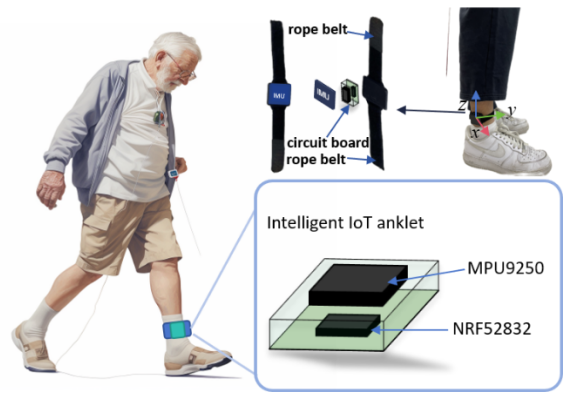 rope belt
IMU
IMU
circuit board
rope belt
Z
y
x
Intelligent IoT anklet
MPU9250
NRF52832